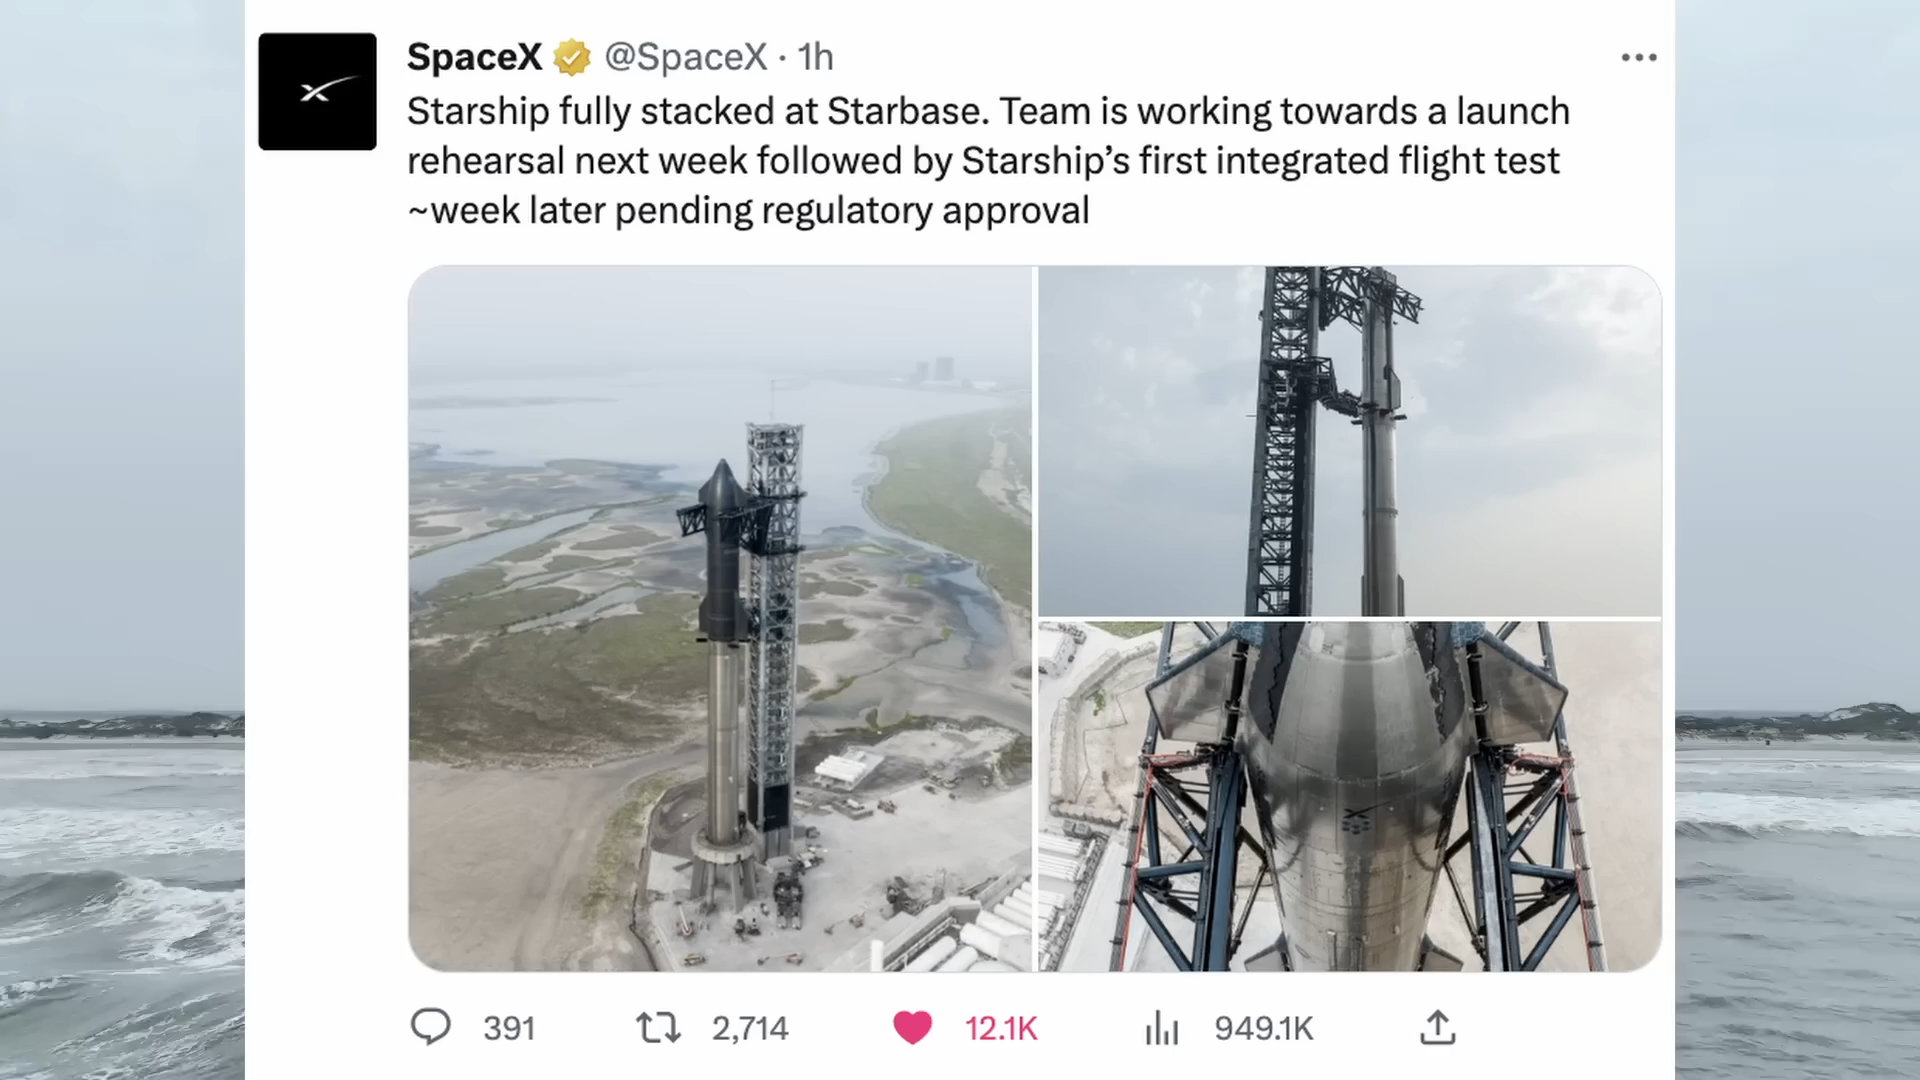 SpaceX @SpaceX · 1h
Starship fully stacked at Starbase. Team is working towards a launch
rehearsal next week followed by Starship’s first integrated flight test
~week later pending regulatory approval
391 2,714 12.1K 949.1K